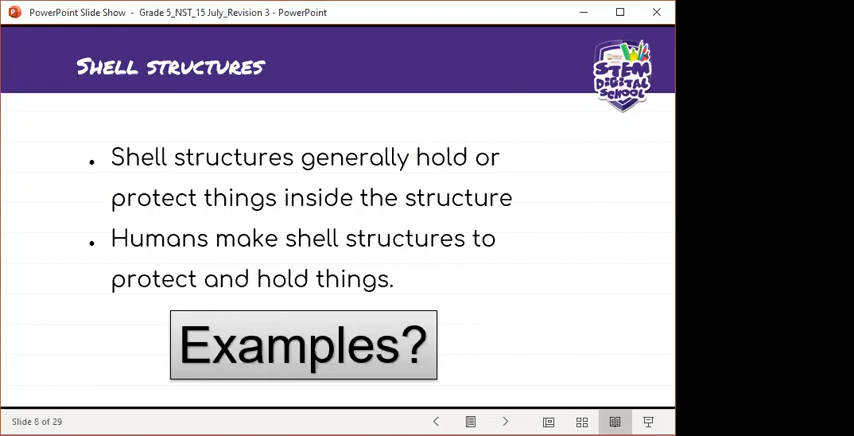 PowerPoint Slide Show - Grade 5_NST_15 July_Revision 3 - PowerPoint
Shell structures
STEM
DiGiTAL
SCHOOL
• Shell structures generally hold or
protect things inside the structure
• Humans make shell structures to
protect and hold things.
Examples?
Slide 8 of 29